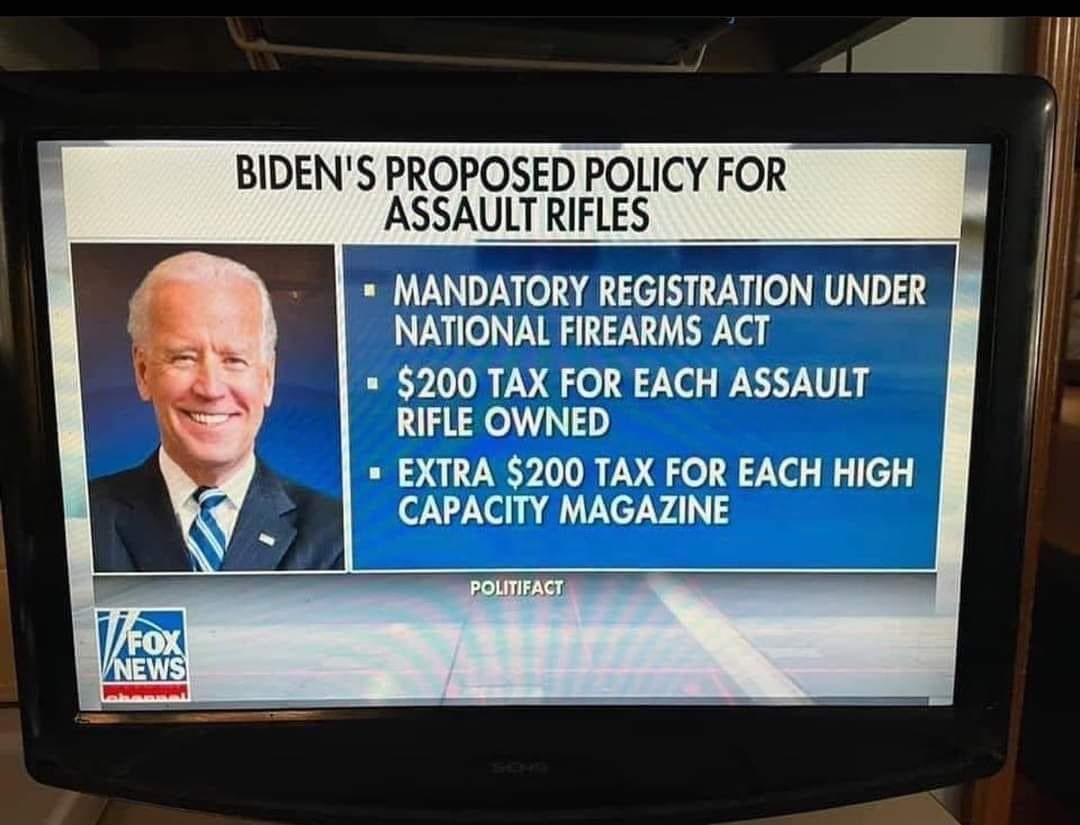 BIDEN'S PROPOSED POLICY FOR
ASSAULT RIFLES
▪ MANDATORY REGISTRATION UNDER
NATIONAL FIREARMS ACT
▪ $200 TAX FOR EACH ASSAULT
RIFLE OWNED
▪ EXTRA $200 TAX FOR EACH HIGH
CAPACITY MAGAZINE
POLITIFACT
FOX
NEWS
channel